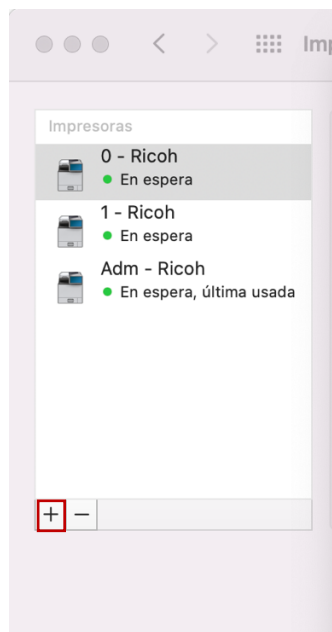 Imp
Impresoras
0 - Ricoh
En espera
1 - Ricoh
En espera
Adm - Ricoh
En espera, última usada
+ −